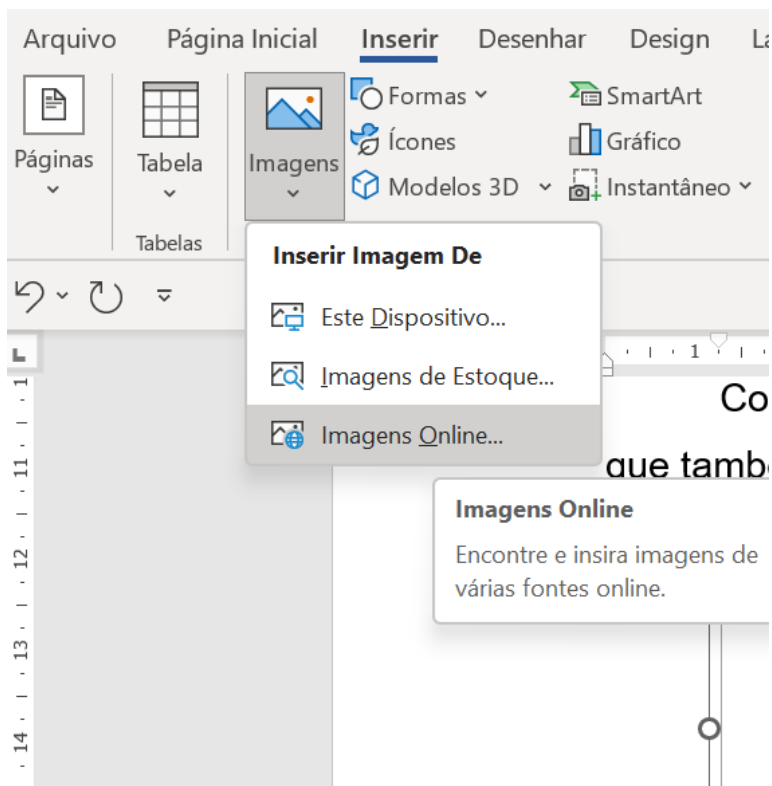 Arquivo Página Inicial Inserir Desenhar Design
Páginas
Tabela
Imagens
Formas
Ícones
Modelos 3D
SmartArt
Gráfico
Instantâneo
Tabelas
Inserir Imagem De
Este Dispositivo...
Imagens de Estoque...
Imagens Online...
1
Co
que també
Imagens Online
Encontre e insira imagens de
várias fontes online.
1
11
12
13
14